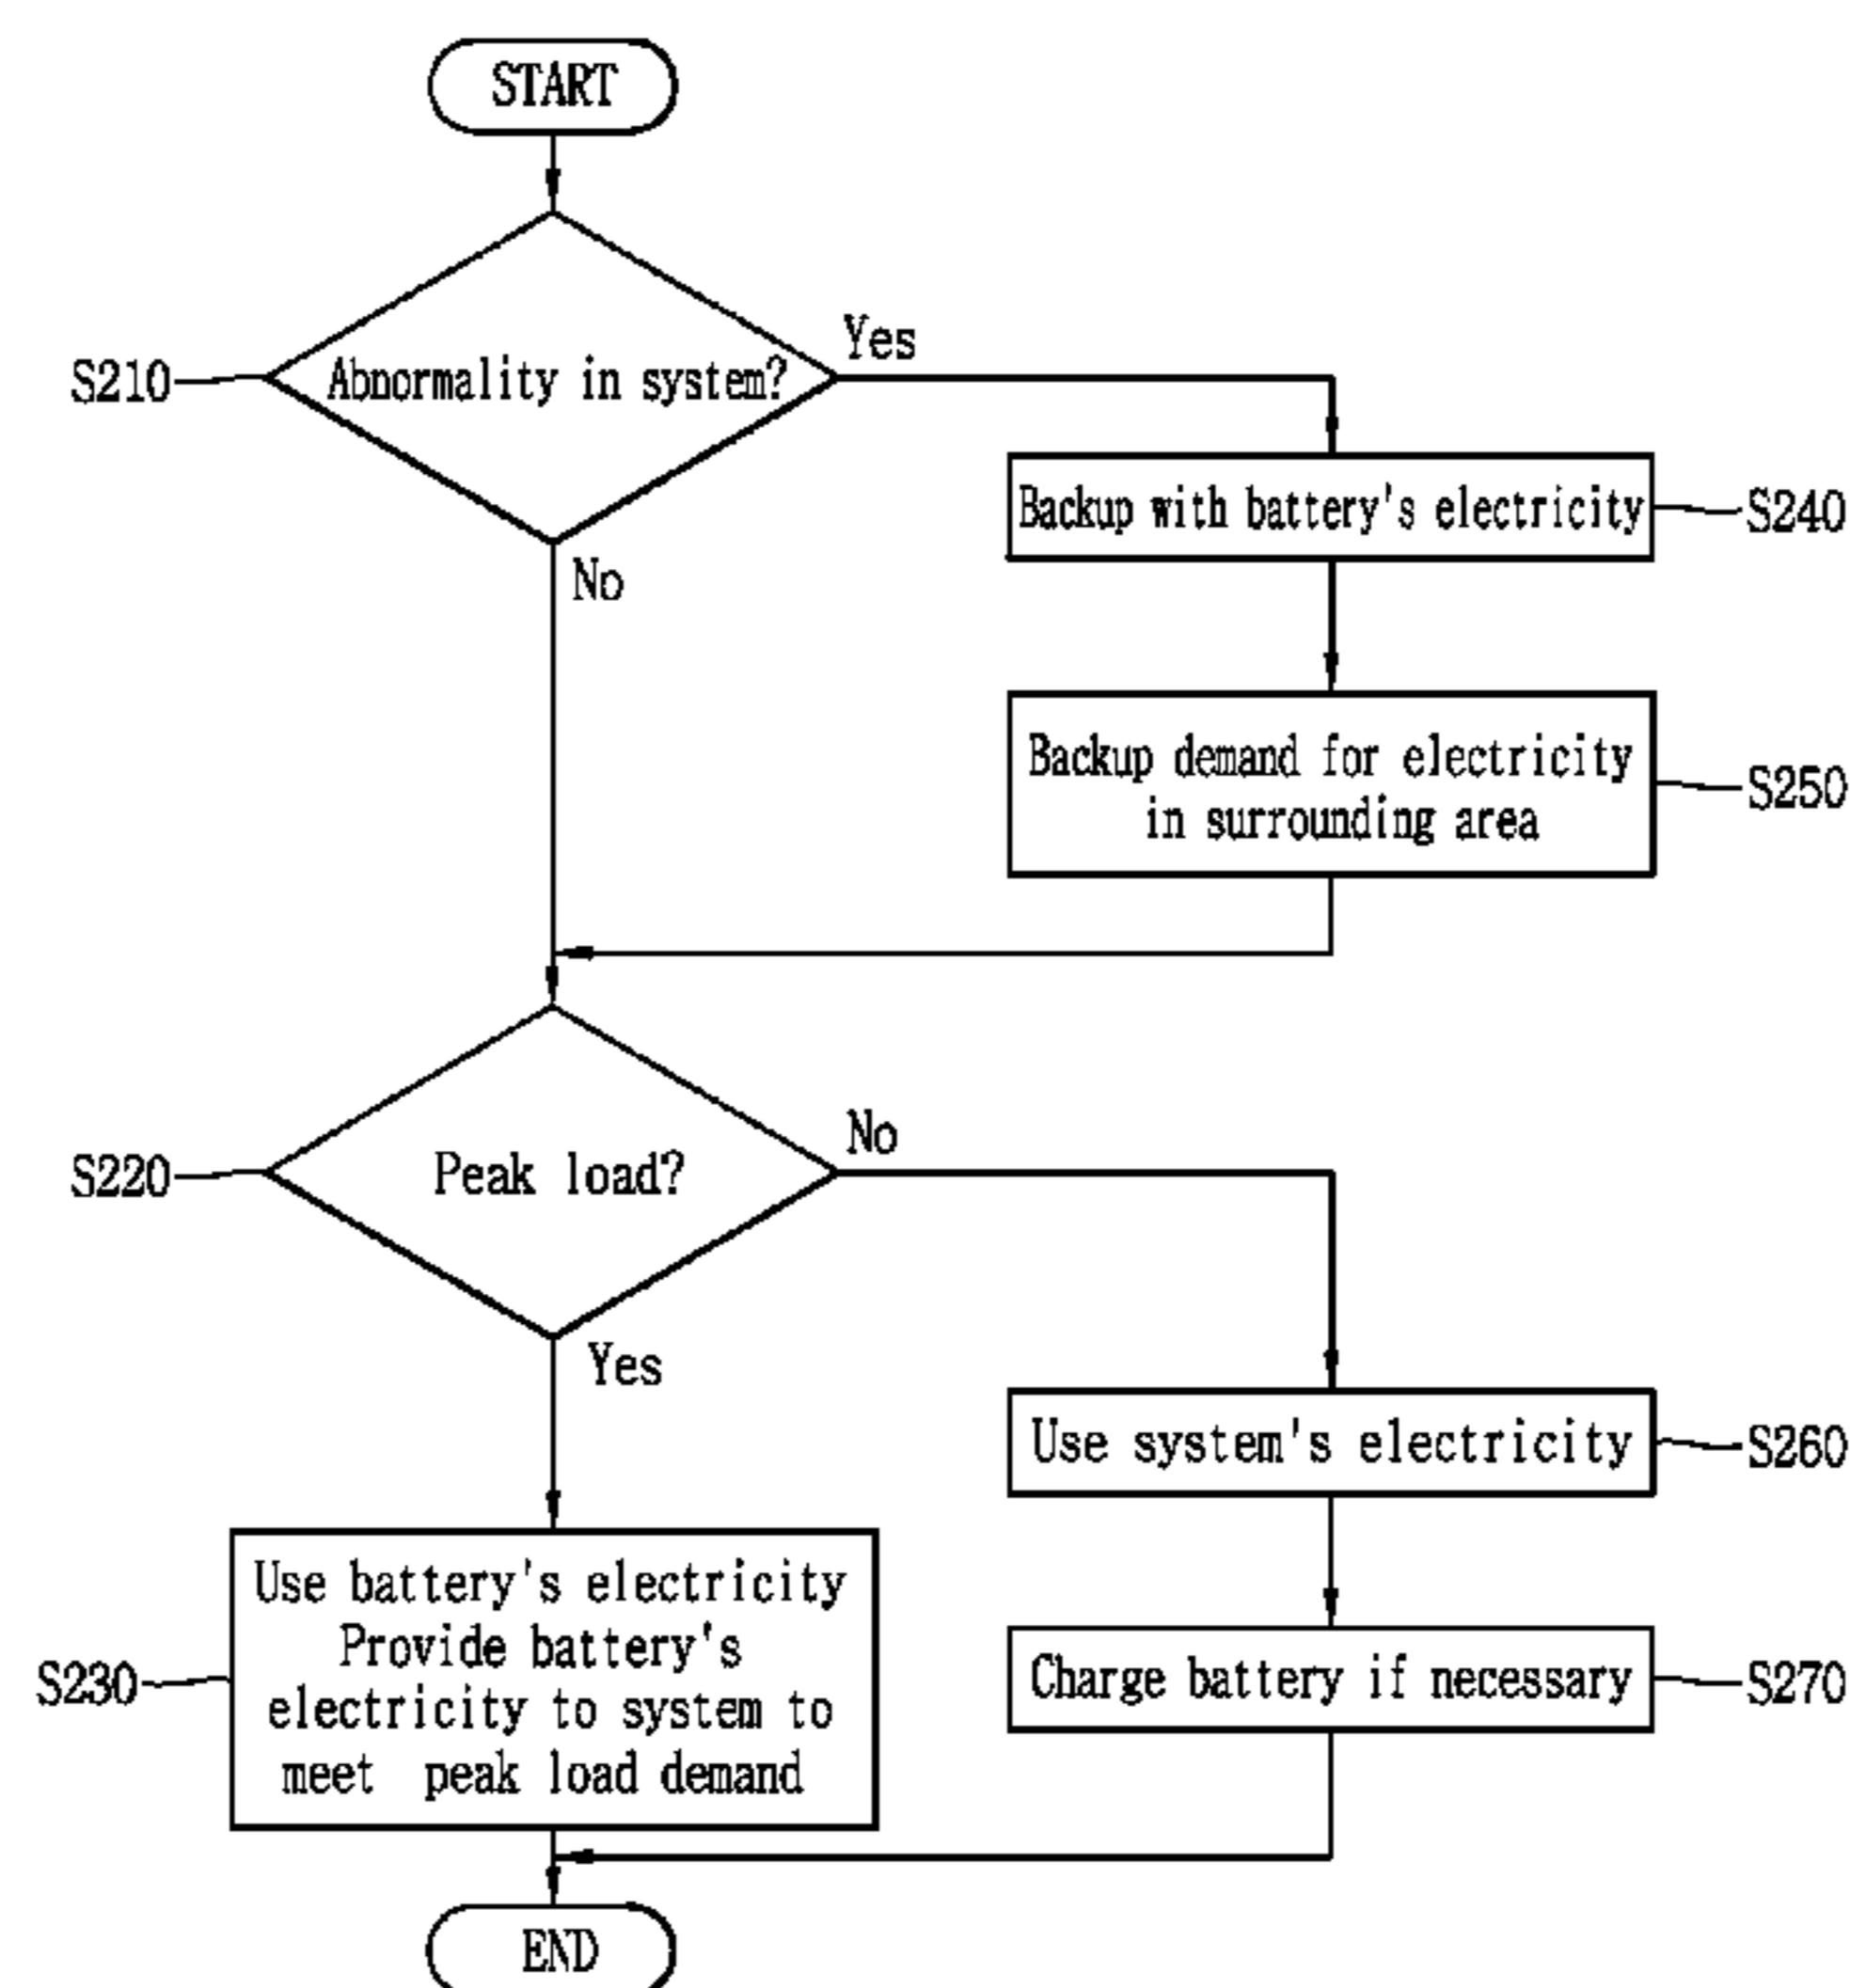 START
Abnormality in system?
S210
Yes
No
Backup with battery's electricity
S240
Backup demand for electricity
in surrounding area
S250
Peak load?
S220
No
Yes
Use system's electricity
S260
Use battery's electricity
Provide battery's
electricity to system to
meet peak load demand
S230
Charge battery if necessary
S270
END